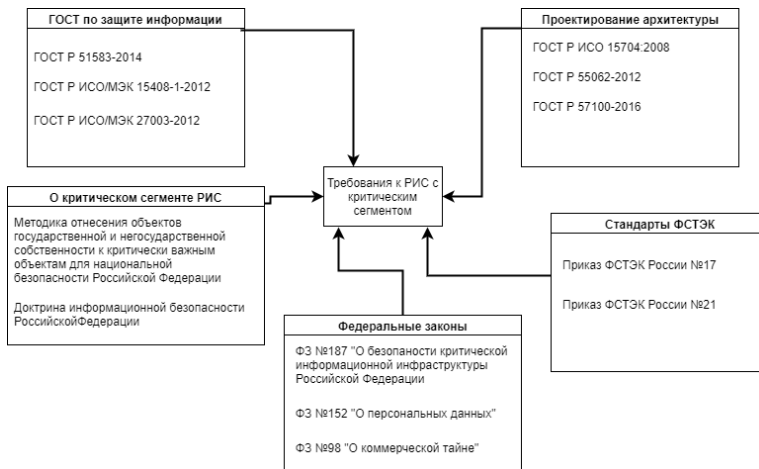 ГОСТ по защите информации
ГОСТ Р 51583-2014
ГОСТ Р ИСО/МЭК 15408-1-2012
ГОСТ Р ИСО/МЭК 27003-2012
Проектирование архитектуры
ГОСТ Р ИСО 15704:2008
ГОСТ Р 55062-2012
ГОСТ Р 57100-2016
Требования к РИС с
критическим
сегментом
О критическом сегменте РИС
Методика отнесения объектов
государственной и негосударственной
собственности к критически важным
объектам для национальной
безопасности Российской Федерации
Доктрина информационной безопасности
РоссийскойФедерации
Стандарты ФСТЭК
Приказ ФСТЭК России №17
Приказ ФСТЭК России №21
Федеральные законы
ФЗ №187 "О безопаности критической
информационной инфраструктуры
Российской Федерации
ФЗ №152 "О персональных данных"
ФЗ №98 "О коммерческой тайне"